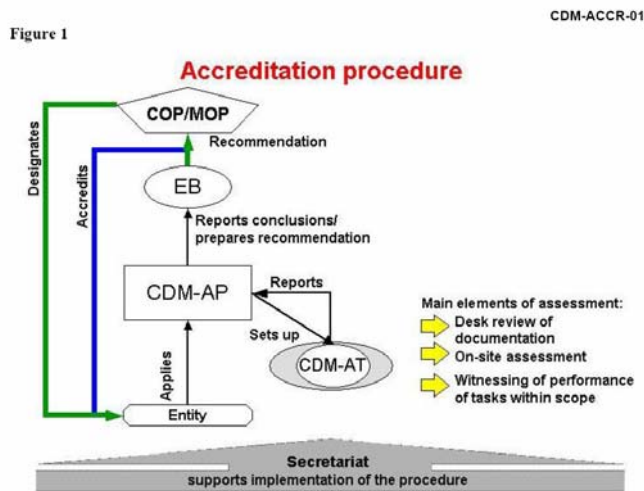 CDM-ACCR-01
Figure 1
Accreditation procedure
COP/MOP
Recommendation
Designates
Accredits
EB
Reports conclusions/
prepares recommendation
CDM-AP
Reports
Sets up
CDM-AT
Main elements of assessment:
Desk review of
documentation
On-site assessment
Witnessing of performance
of tasks within scope
Applies
Entity
Secretariat
supports implementation of the procedure